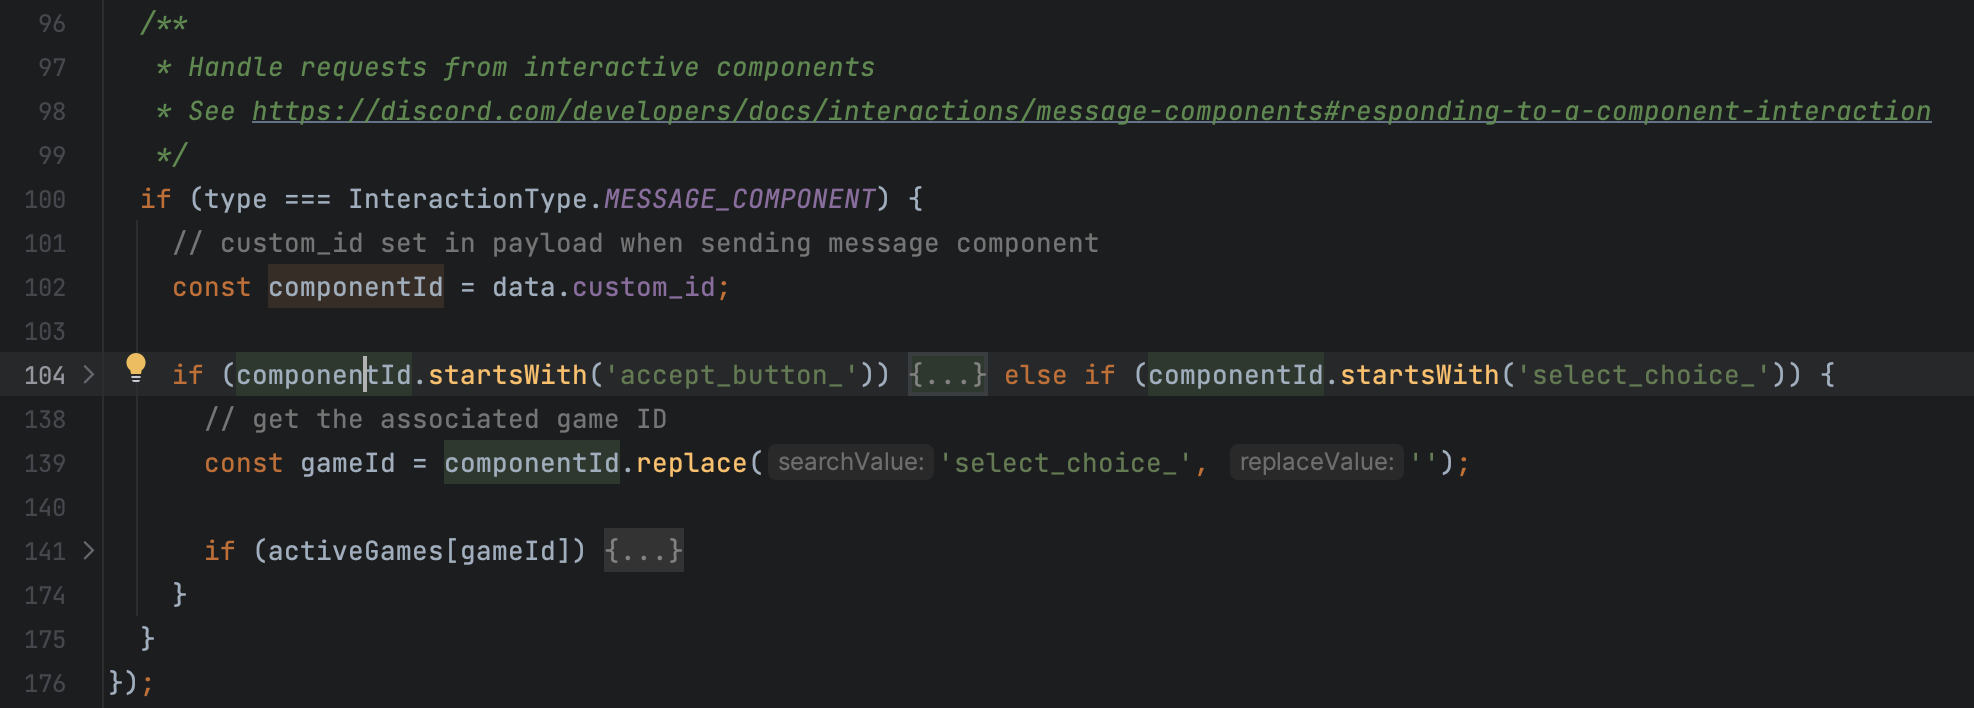 96 /**
97 * Handle requests from interactive components
98 * See https://discord.com/developers/docs/interactions/message-components#responding-to-a-component-interaction
99 */
100 if (type === InteractionType.MESSAGE_COMPONENT) {
101 // custom_id set in payload when sending message component
102 const componentId = data.custom_id;
103
104 if (componentId.startsWith('accept_button_')) {...} else if (componentId.startsWith('select_choice_')) {
138 // get the associated game ID
139 const gameId = componentId.replace( searchValue: 'select_choice_', replaceValue: '');
140
141 if (activeGames[gameId]) {...}
174 }
175 }
176 });